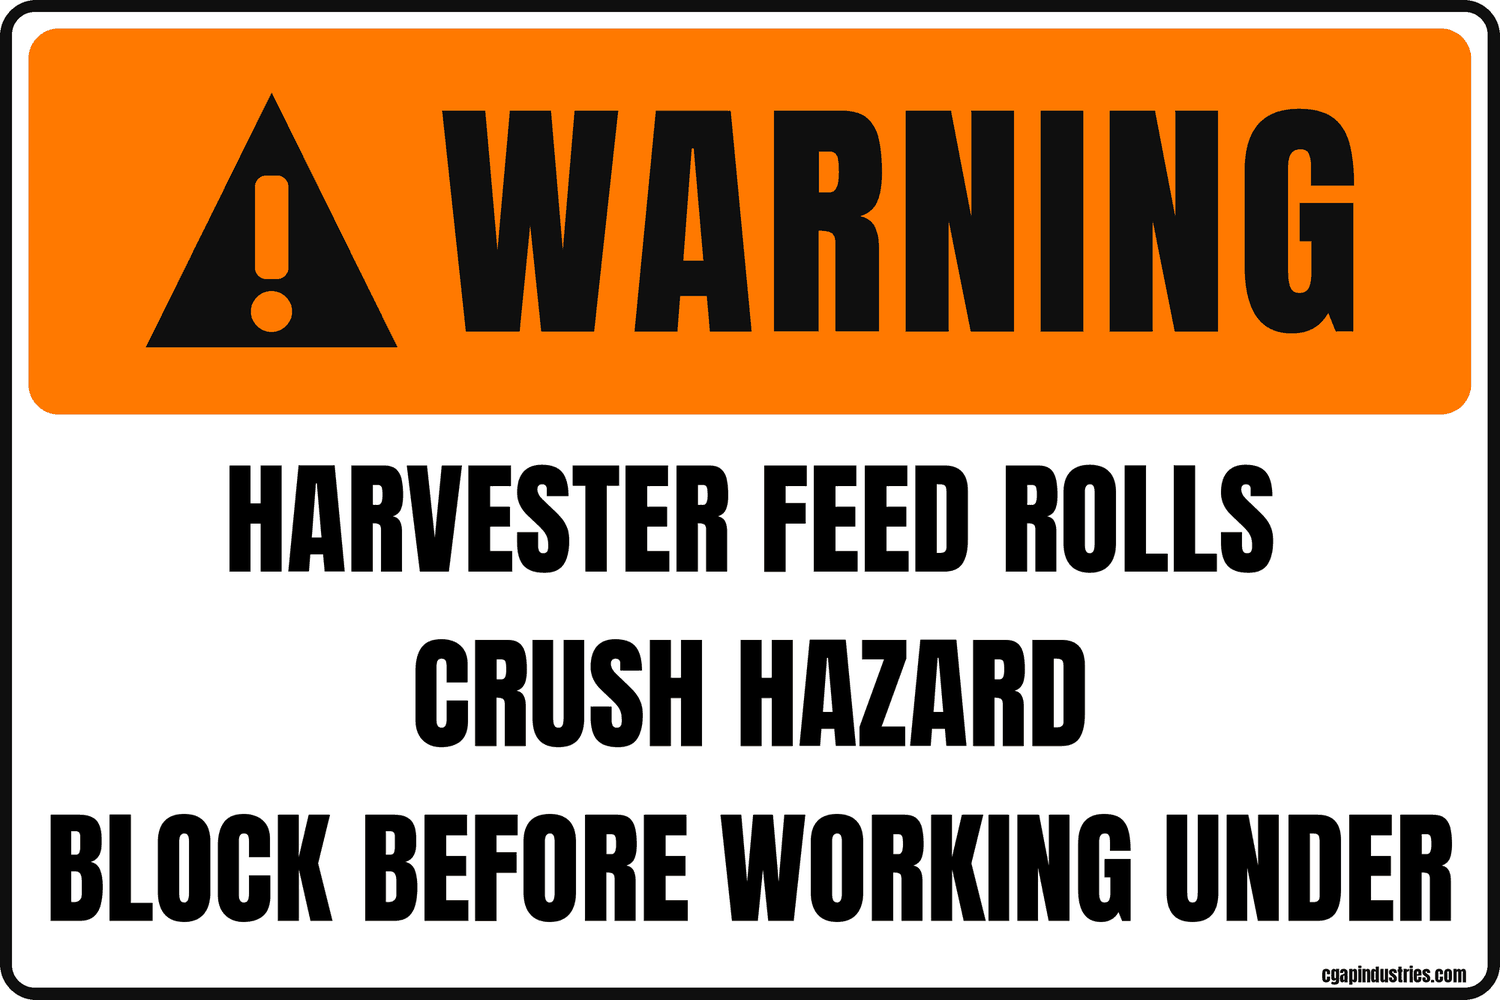 WARNING
HARVESTER FEED ROLLS
CRUSH HAZARD
BLOCK BEFORE WORKING UNDER
cgapindustries.com